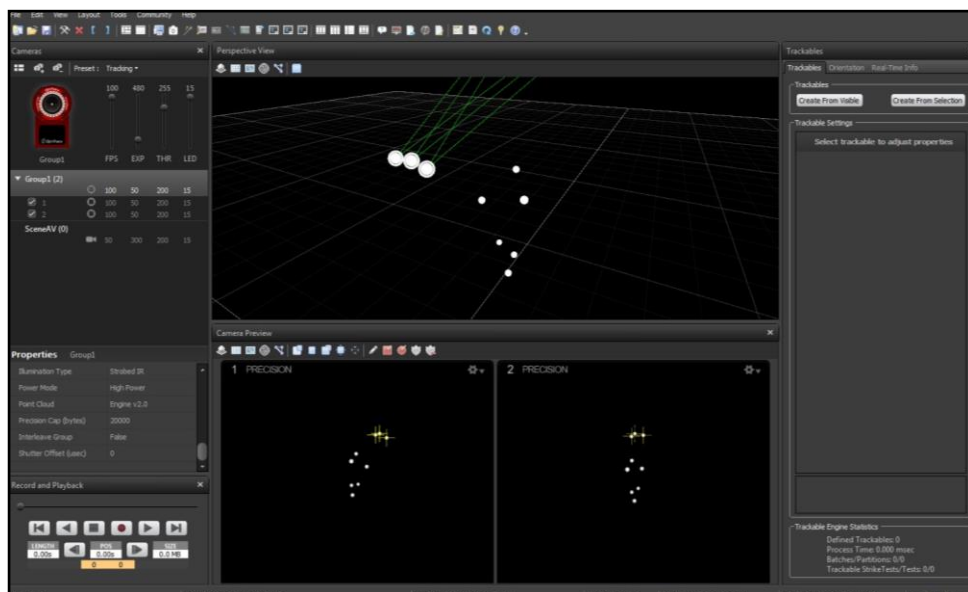 File Edit View Layout Tools Community Help
Cameras
Preset : Tracking
100 480 255 15
Group1
FPS EXP THR LED
Group1 (2)
100 50 200 15
1 100 50 200 15
2 100 50 200 15
SceneAV (0)
50 300 200 15
Properties Group1
Illumination Type Strobed IR
Power Mode High Power
Point Cloud Engine v2.0
Precision Cap (bytes) 20000
Interleave Group False
Shutter Offset (usec) 0
Record and Playback
LENGTH POS SIZE
0.00s 0.00s 0.0 MB
0 0
Perspective View
Camera Preview
1 PRECISION
2 PRECISION
Trackables
Trackables Orientation Real-Time Info
Trackables
Create From Visible Create From Selection
Trackable Settings
Select trackable to adjust properties
Trackable Engine Statistics
Defined Trackables: 0
Process Time: 0.000 msec
Batches/Partitions: 0/0
Trackable StrikeTests/Tests: 0/0